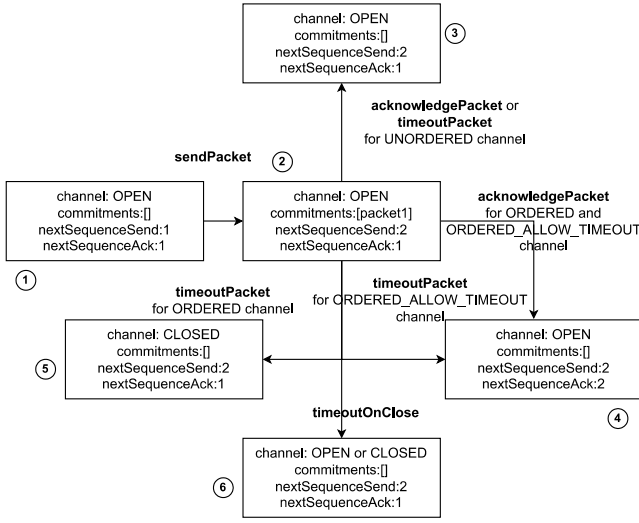 channel: OPEN
commitments:[]
nextSequenceSend:2
nextSequenceAck:1
3
acknowledgePacket or
timeoutPacket
for UNORDERED channel
sendPacket
2
channel: OPEN
commitments:[]
nextSequenceSend:1
nextSequenceAck:1
1
channel: OPEN
commitments:[packet1]
nextSequenceSend:2
nextSequenceAck:1
acknowledgePacket
for ORDERED and
ORDERED_ALLOW_TIMEOUT
channel
timeoutPacket
for ORDERED channel
timeoutPacket
for ORDERED_ALLOW_TIMEOUT
channel
channel: CLOSED
commitments:[]
nextSequenceSend:2
nextSequenceAck:1
5
channel: OPEN
commitments:[]
nextSequenceSend:2
nextSequenceAck:2
4
timeoutOnClose
channel: OPEN or CLOSED
commitments:[]
nextSequenceSend:2
nextSequenceAck:1
6